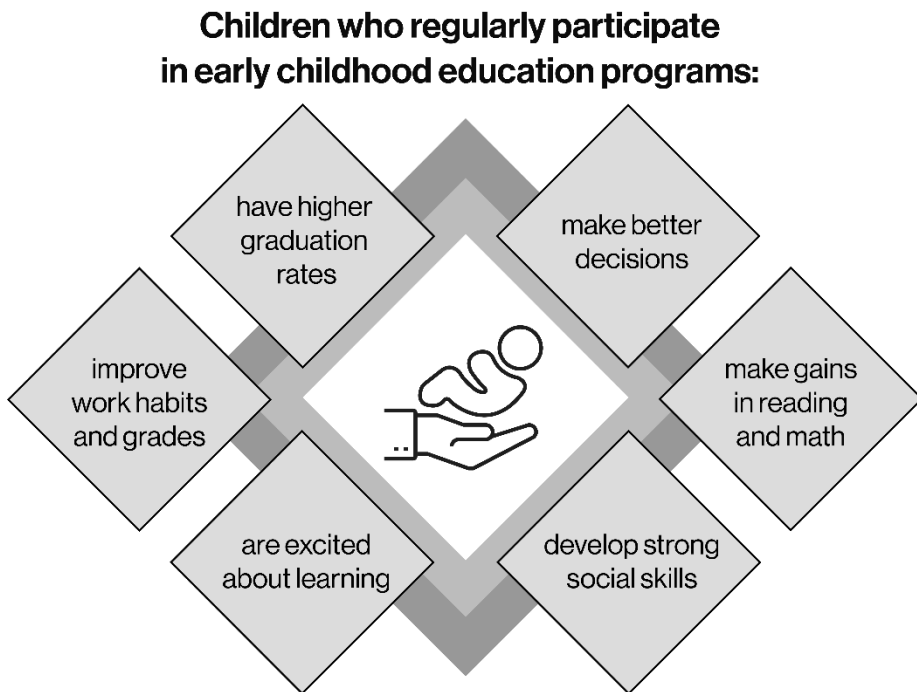 Children who regularly participate
in early childhood education programs:
have higher
graduation
rates
make better
decisions
improve
work habits
and grades
make gains
in reading
and math
are excited
about learning
develop strong
social skills